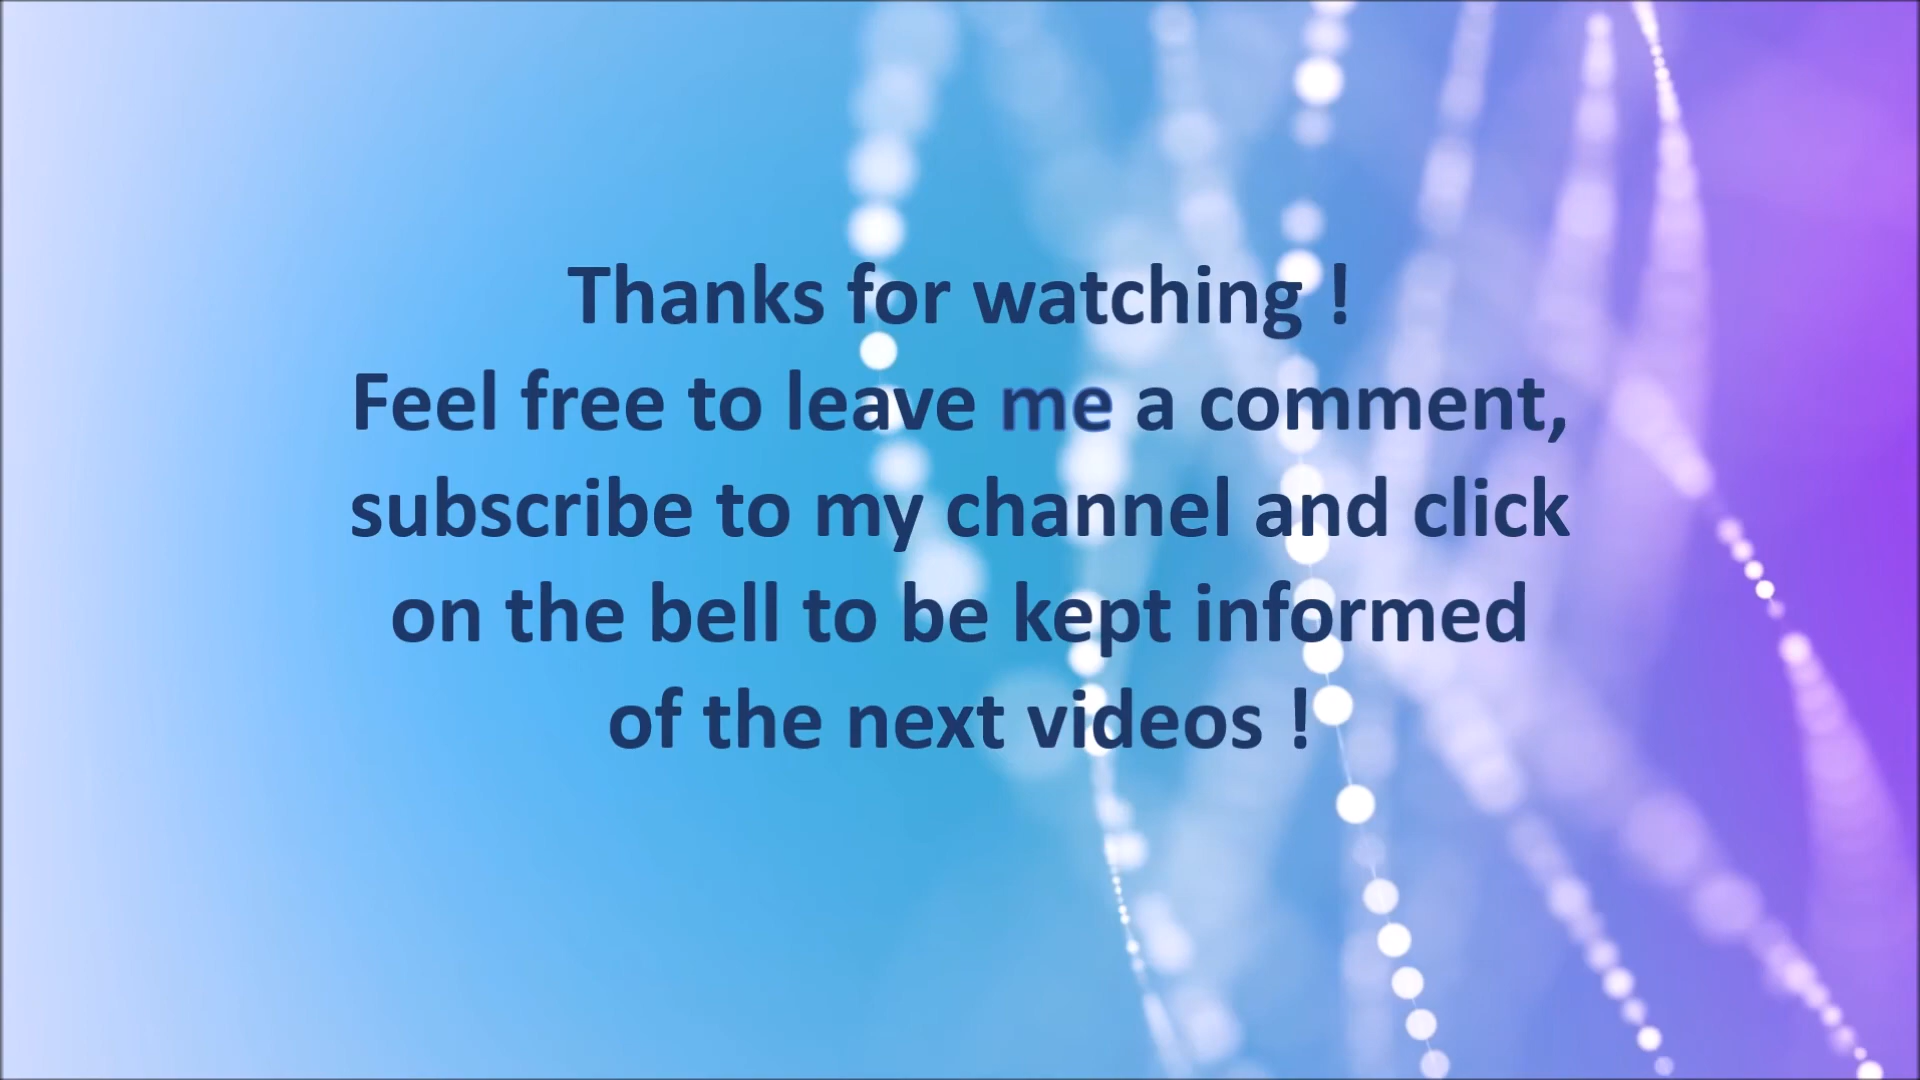 Thanks for watching !
Feel free to leave me a comment,
subscribe to my channel and click
on the bell to be kept informed
of the next videos !